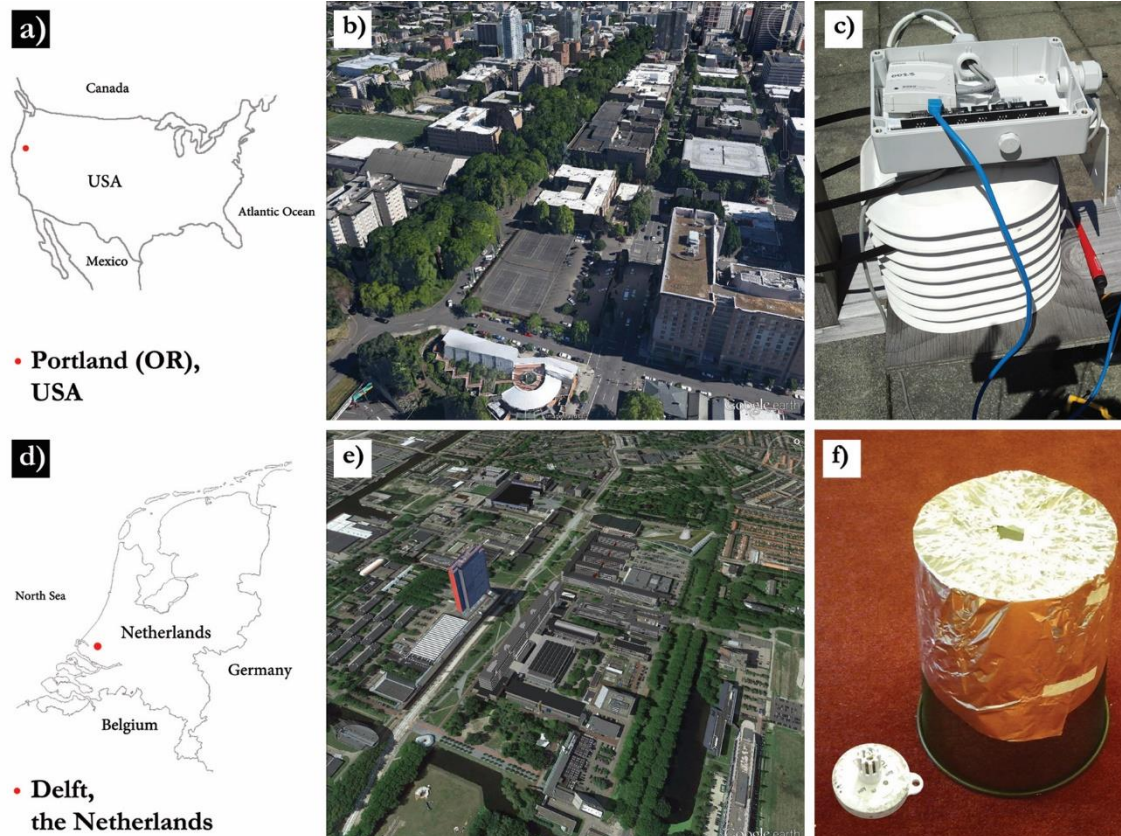 a)
Canada
USA
Atlantic Ocean
Mexico
• Portland (OR),
USA
b)
Google earth
c)
d)
North Sea
Netherlands
Germany
Belgium
• Delft,
the Netherlands
e)
Google earth
f)